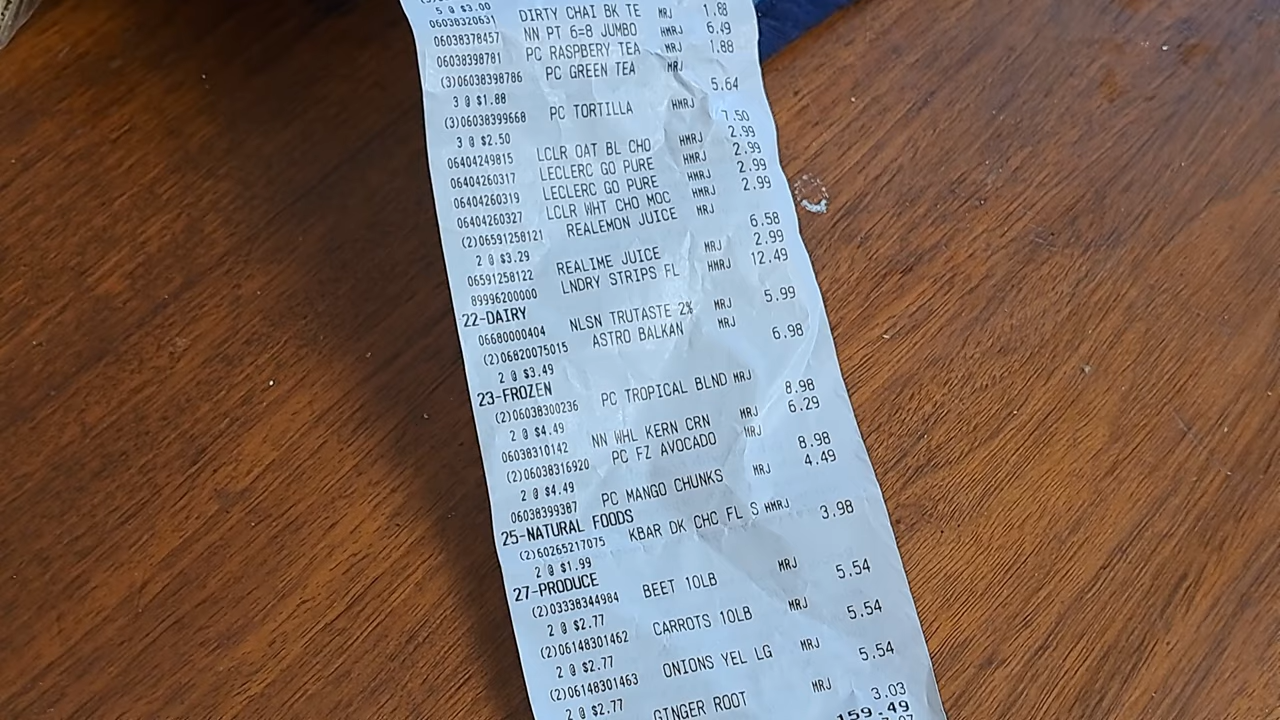 5 @ $3.00
06038320631 DIRTY CHAI BK TE MRJ 1.88
06038378457 NN PT 6=8 JUMBO HMRJ 6.49
06038398781 PC RASPBERY TEA MRJ 1.88
(3)06038398786 PC GREEN TEA MRJ
3 @ $1.88 5.64
(3)06038399668 PC TORTILLA HMRJ
3 @ $2.50 7.50
06404249815 LCLR OAT BL CHO HMRJ 2.99
06404260317 LECLERC GO PURE HMRJ 2.99
06404260319 LECLERC GO PURE HMRJ 2.99
06404260327 LCLR WHT CHO MOC HMRJ 2.99
(2)06591258121 REALEMON JUICE MRJ
2 @ $3.29 6.58
06591258122 REALIME JUICE MRJ 2.99
89996200000 LNDRY STRIPS FL HMRJ 12.49
22-DAIRY
06680000404 NLSN TRUTASTE 2% MRJ 5.99
(2)06820075015 ASTRO BALKAN MRJ
2 @ $3.49 6.98
23-FROZEN
(2)06038300236 PC TROPICAL BLND MRJ
2 @ $4.49 8.98
06038310142 NN WHL KERN CRN MRJ 6.29
(2)06038316920 PC FZ AVOCADO MRJ
2 @ $4.49 8.98
06038399387 PC MANGO CHUNKS MRJ 4.49
25-NATURAL FOODS
(2)60265217075 KBAR DK CHC FL S HMRJ
2 @ $1.99 3.98
27-PRODUCE
(2)03338344984 BEET 10LB MRJ
2 @ $2.77 5.54
(2)06148301462 CARROTS 10LB MRJ
2 @ $2.77 5.54
(2)06148301463 ONIONS YEL LG MRJ
2 @ $2.77 5.54
GINGER ROOT MRJ 3.03
159.49